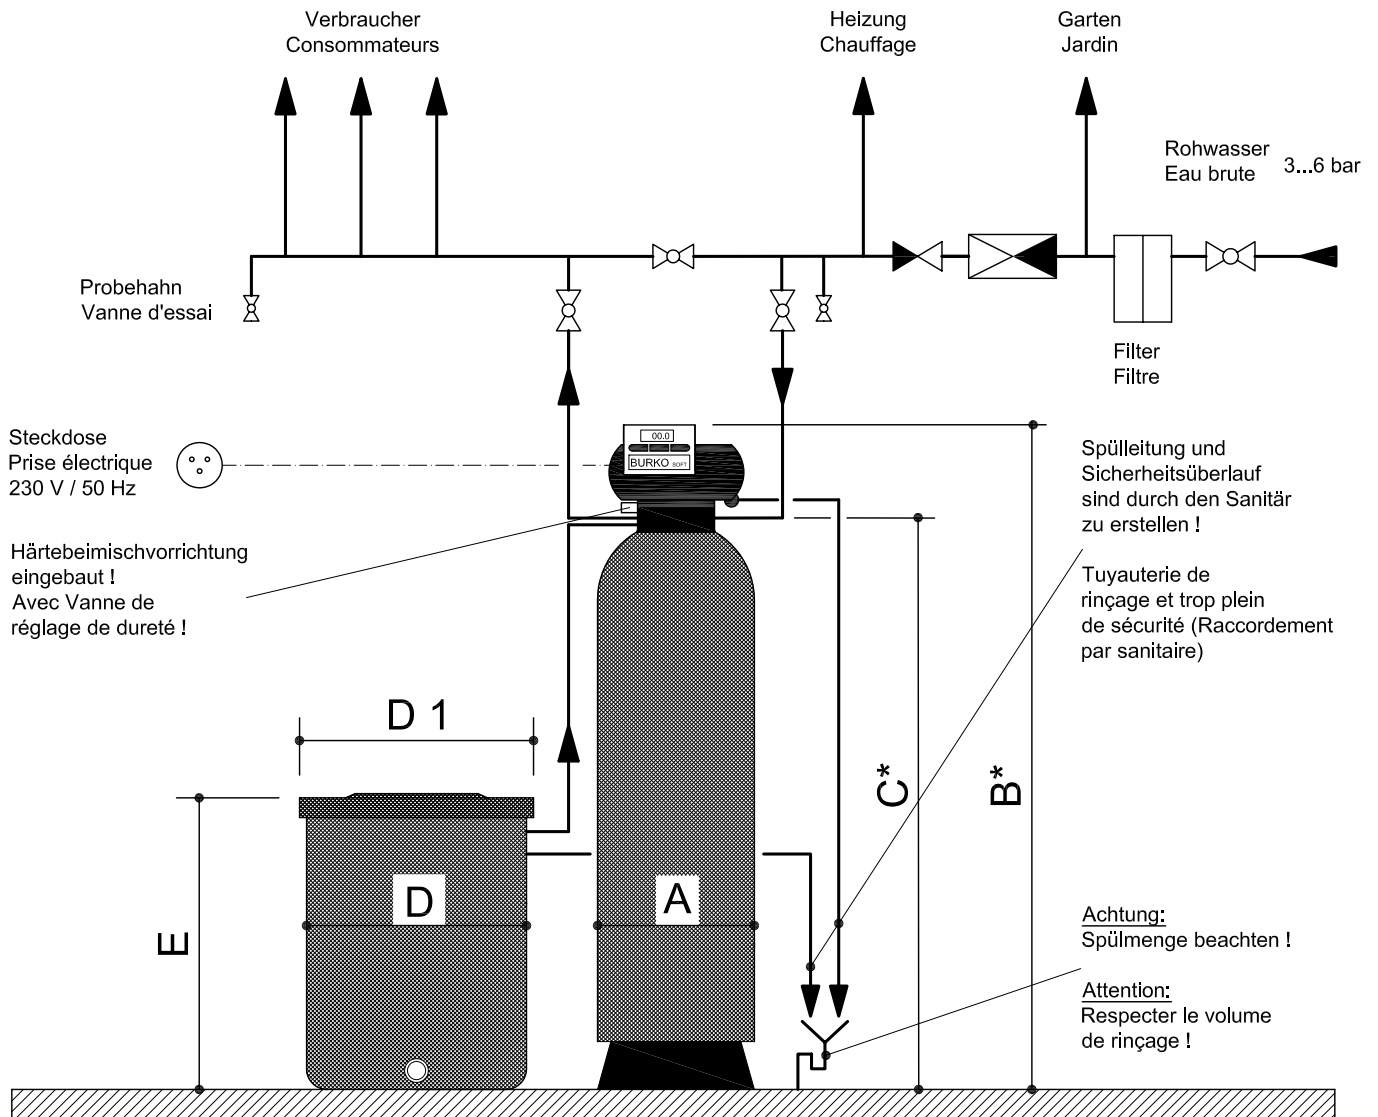 Verbraucher
Consommateurs
Heizung
Chauffage
Garten
Jardin
Rohwasser
Eau brute
3...6 bar
Probehahn
Vanne d'essai
Filter
Filtre
Steckdose
Prise électrique
230 V / 50 Hz
00.0
BURKO SOFT
Spülleitung und
Sicherheitsüberlauf
sind durch den Sanitär
zu erstellen !
Härtebeimischvorrichtung
eingebaut !
Avec Vanne de
réglage de dureté !
Tuyauterie de
rinçage et trop plein
de sécurité (Raccordement
par sanitaire)
D 1
C*
B*
D
A
E
Achtung:
Spülmenge beachten !
Attention:
Respecter le volume
de rinçage !